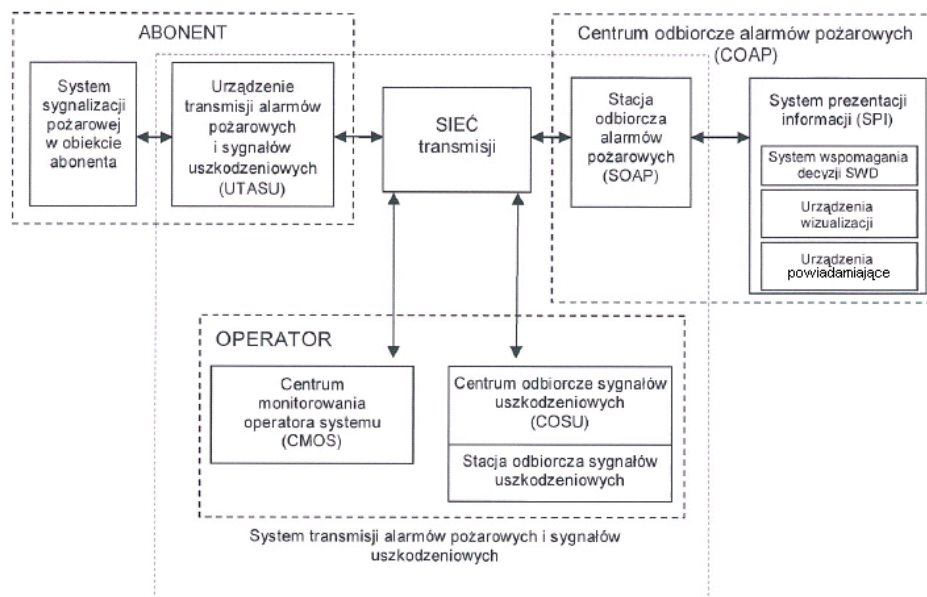 ABONENT
System
sygnalizacji
pożarowej
w obiekcie
abonenta
Urządzenie
transmisji alarmów
pożarowych
i sygnałów
uszkodzeniowych
(UTASU)
SIEĆ
transmisji
Centrum odbiorcze alarmów pożarowych
(COAP)
Stacja
odbiorcza
alarmów
pożarowych
(SOAP)
System prezentacji
informacji (SPI)
System wspomagania
decyzji SWD
Urządzenia
wizualizacji
Urządzenia
powiadamiające
OPERATOR
Centrum
monitorowania
operatora systemu
(CMOS)
Centrum odbiorcze sygnałów
uszkodzeniowych
(COSU)
Stacja odbiorcza sygnałów
uszkodzeniowych
System transmisji alarmów pożarowych i sygnałów
uszkodzeniowych